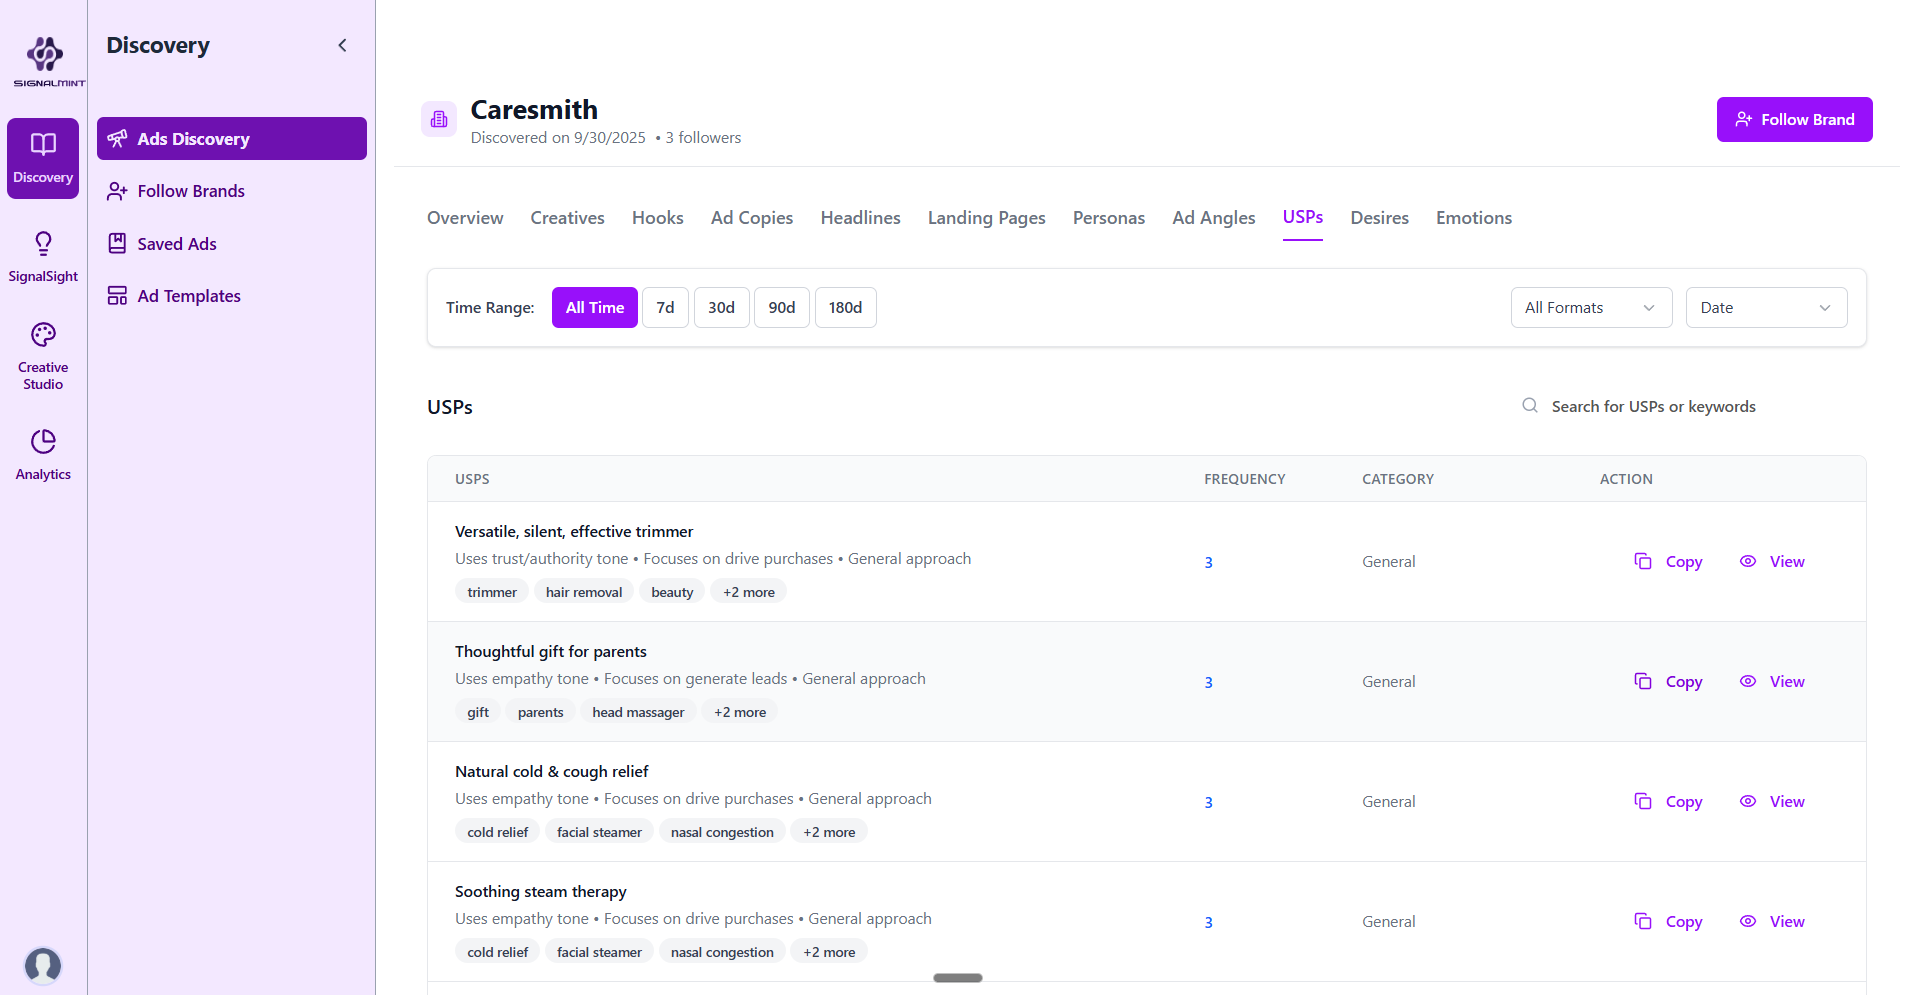 SIGNALMINT
Discovery
SignalSight
Creative
Studio
Analytics
Discovery
Ads Discovery
Follow Brands
Saved Ads
Ad Templates
Caresmith
Discovered on 9/30/2025 • 3 followers
Follow Brand
Overview Creatives Hooks Ad Copies Headlines Landing Pages Personas Ad Angles USPs Desires Emotions
Time Range: All Time 7d 30d 90d 180d All Formats Date
USPs Search for USPs or keywords
USPS FREQUENCY CATEGORY ACTION
Versatile, silent, effective trimmer
Uses trust/authority tone • Focuses on drive purchases • General approach
3 General Copy View
trimmer hair removal beauty +2 more
Thoughtful gift for parents
Uses empathy tone • Focuses on generate leads • General approach
3 General Copy View
gift parents head massager +2 more
Natural cold & cough relief
Uses empathy tone • Focuses on drive purchases • General approach
3 General Copy View
cold relief facial steamer nasal congestion +2 more
Soothing steam therapy
Uses empathy tone • Focuses on drive purchases • General approach
3 General Copy View
cold relief facial steamer nasal congestion +2 more